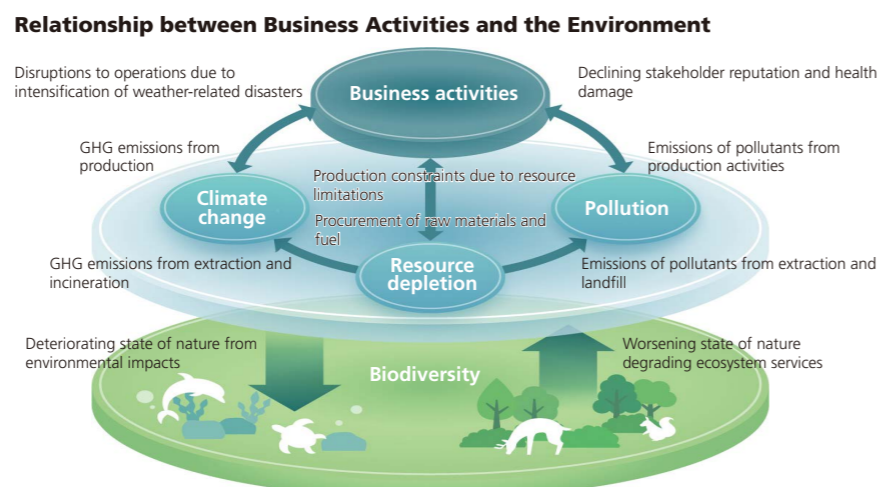 Relationship between Business Activities and the Environment
Disruptions to operations due to
intensification of weather-related disasters
Business activities
Declining stakeholder reputation and health
damage
GHG emissions from
production
Emissions of pollutants from
production activities
Production constraints due to resource
limitations
Climate
change
Pollution
Procurement of raw materials and
fuel
GHG emissions from extraction and
incineration
Resource
depletion
Emissions of pollutants from extraction and
landfill
Deteriorating state of nature from
environmental impacts
Worsening state of nature
degrading ecosystem services
Biodiversity